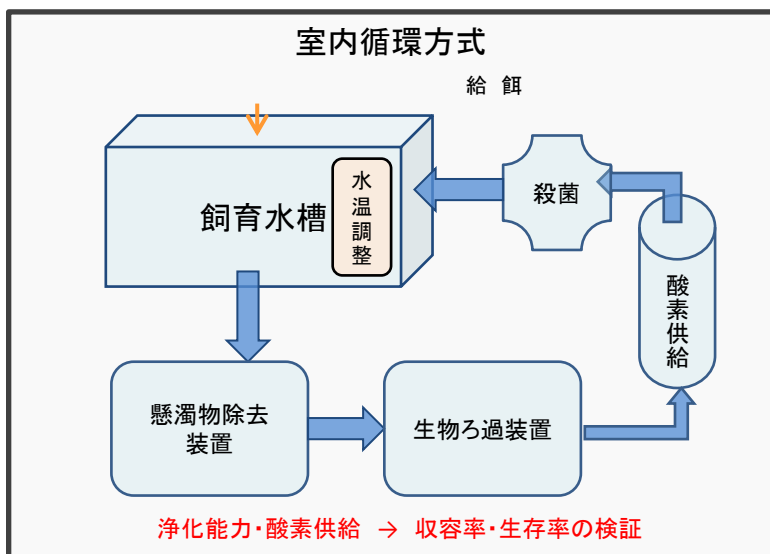 室内循環方式
給 餌
飼育水槽
水温調整
殺菌
酸素供給
懸濁物除去
装置
生物ろ過装置
浄化能力・酸素供給 → 収容率・生存率の検証